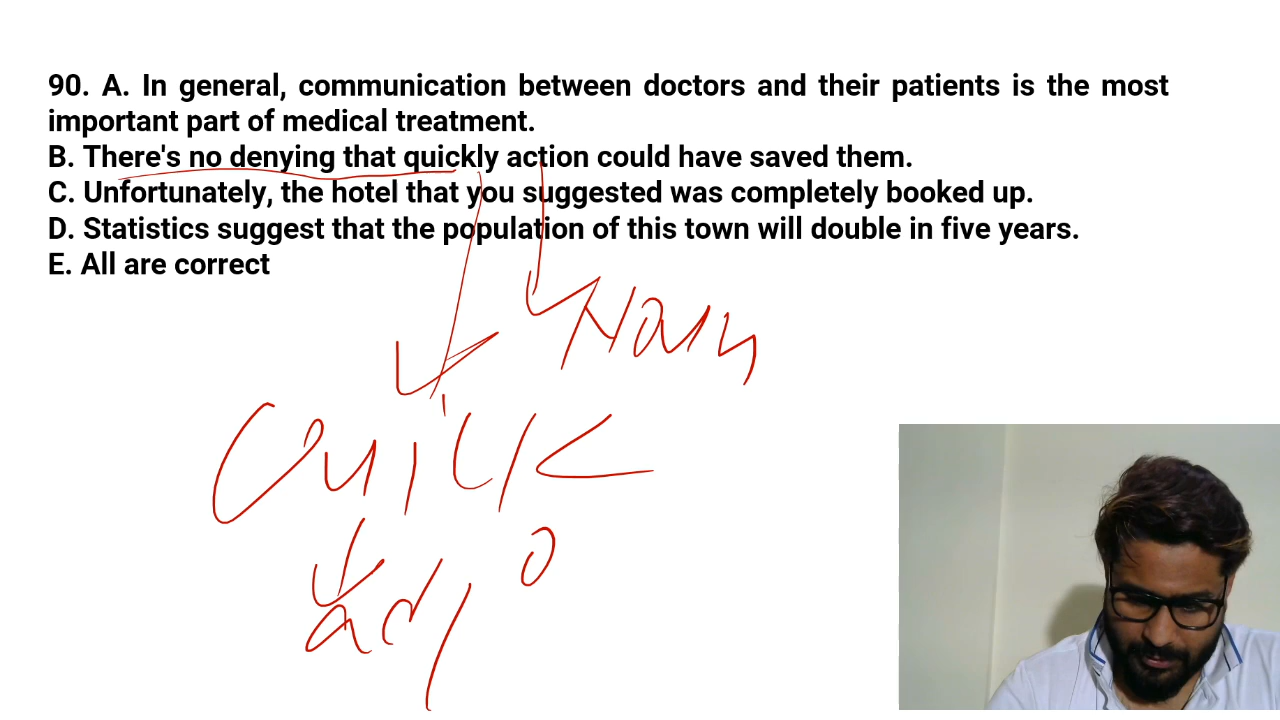 90. A. In general, communication between doctors and their patients is the most
important part of medical treatment.
B. There's no denying that quickly action could have saved them.
C. Unfortunately, the hotel that you suggested was completely booked up.
D. Statistics suggest that the population of this town will double in five years.
E. All are correct
Noun
Quick
adj